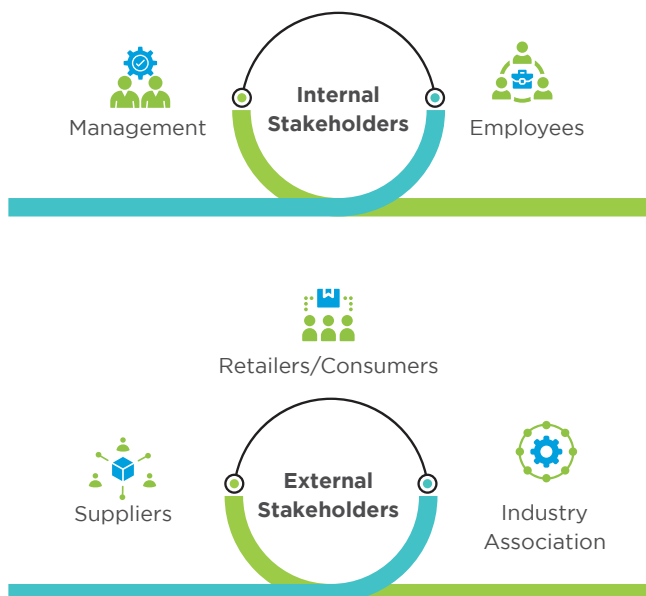 Management
Internal
Stakeholders
Employees
Retailers/Consumers
Suppliers
External
Stakeholders
Industry
Association